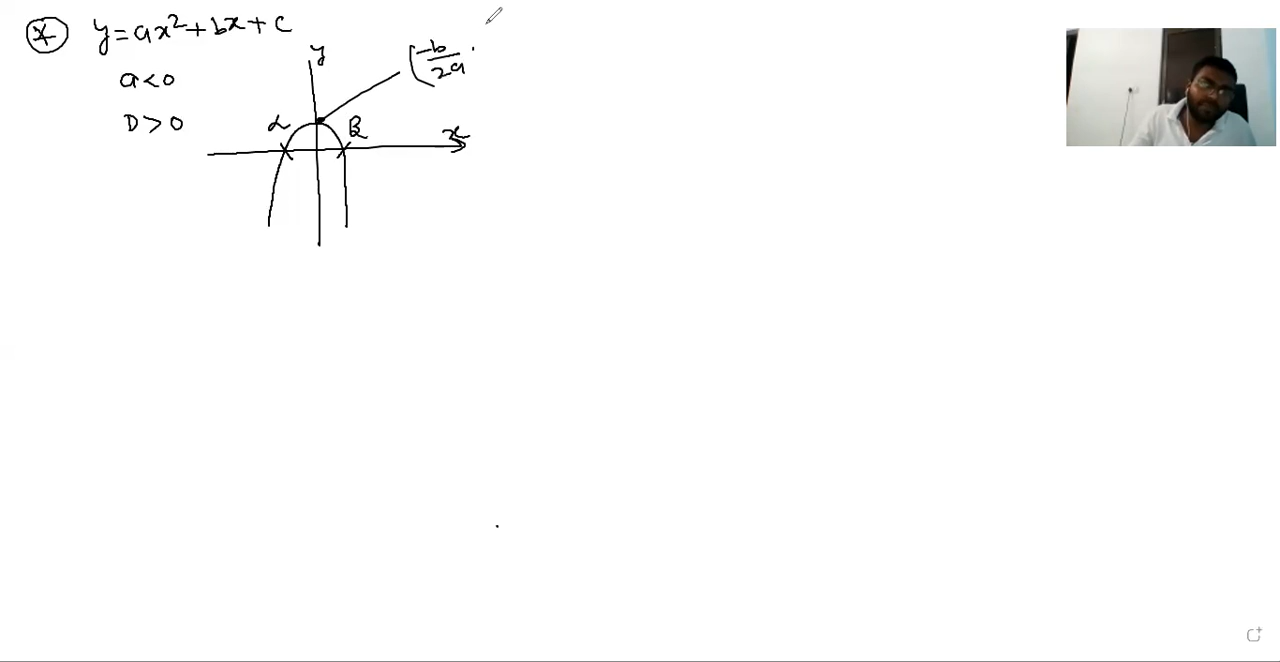 * y = ax² + bx + c
a < 0
D > 0
y
(-b/2a,
α
β
x